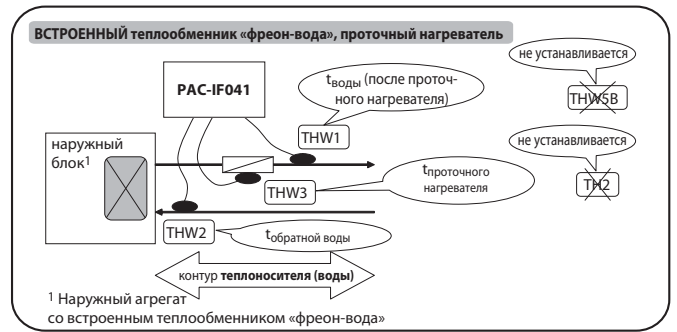 ВСТРОЕННЫЙ теплообменник «фреон-вода», проточный нагреватель
PAC-IF041
tводы (после проточ-
ного нагревателя)
не устанавливается
THW5B
THW1
наружный
блок1
не устанавливается
TH2
tпроточного
нагревателя
THW3
THW2
tобратной воды
контур теплоносителя (воды)
1 Наружный агрегат
со встроенным теплообменником «фреон-вода»